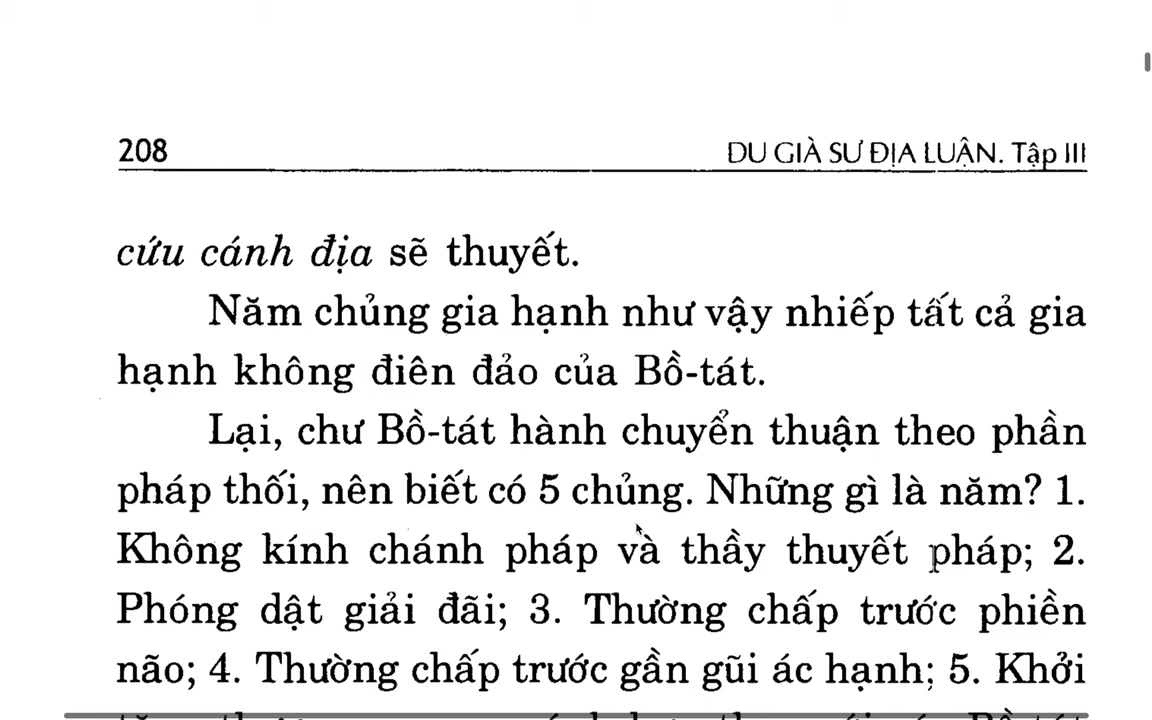 208 DU GIÀ SƯ ĐỊA LUẬN. Tập III
cứu cánh địa sẽ thuyết.
Năm chủng gia hạnh như vậy nhiếp tất cả gia
hạnh không điên đảo của Bồ-tát.
Lại, chư Bồ-tát hành chuyển thuận theo phần
pháp thối, nên biết có 5 chủng. Những gì là năm? 1.
Không kính chánh pháp và thầy thuyết pháp; 2.
Phóng dật giải đãi; 3. Thường chấp trước phiền
não; 4. Thường chấp trước gần gũi ác hạnh; 5. Khởi